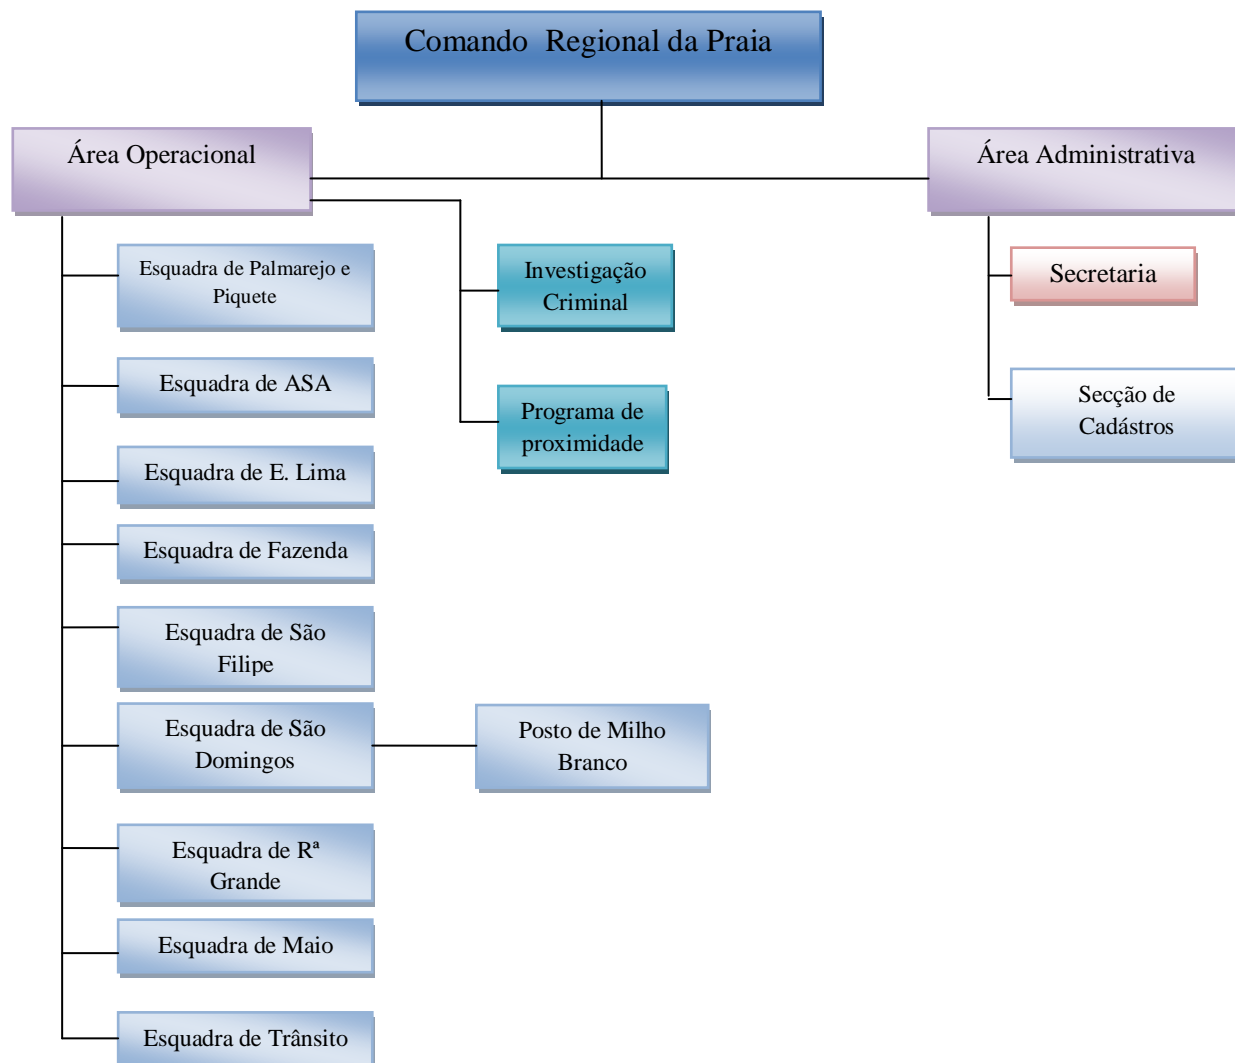 Comando  Regional da Praia
Área Operacional
Área Administrativa
Esquadra de Palmarejo e
Piquete
Investigação
Criminal
Secretaria
Esquadra de ASA
Programa de
proximidade
Secção de
Cadástros
Esquadra de E. Lima
Esquadra de Fazenda
Esquadra de São
Filipe
Esquadra de São
Domingos
Posto de Milho
Branco
Esquadra de Rª
Grande
Esquadra de Maio
Esquadra de Trânsito